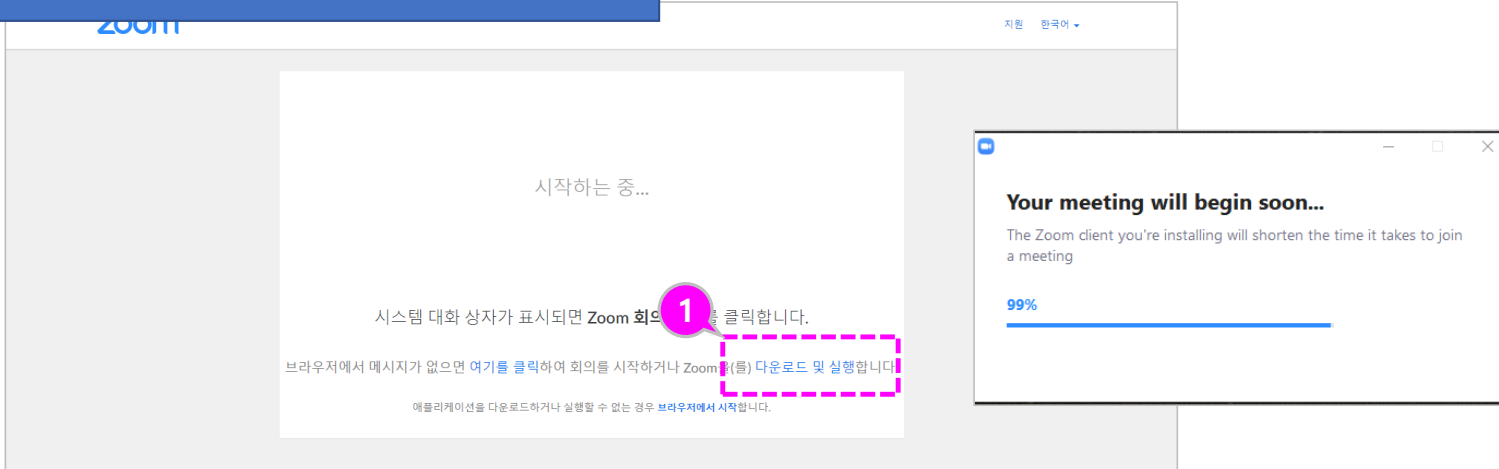 zoom
지원 한국어
시작하는 중...
시스템 대화 상자가 표시되면 Zoom 클릭합니다.
브라우저에서 메시지가 없으면 여기를 클릭하여 회의를 시작하거나 Zoom을(를) 다운로드 및 실행합니다
애플리케이션을 다운로드하거나 실행할 수 없는 경우 브라우저에서 시작합니다.
1
Your meeting will begin soon...
The Zoom client you're installing will shorten the time it takes to join
a meeting
99%